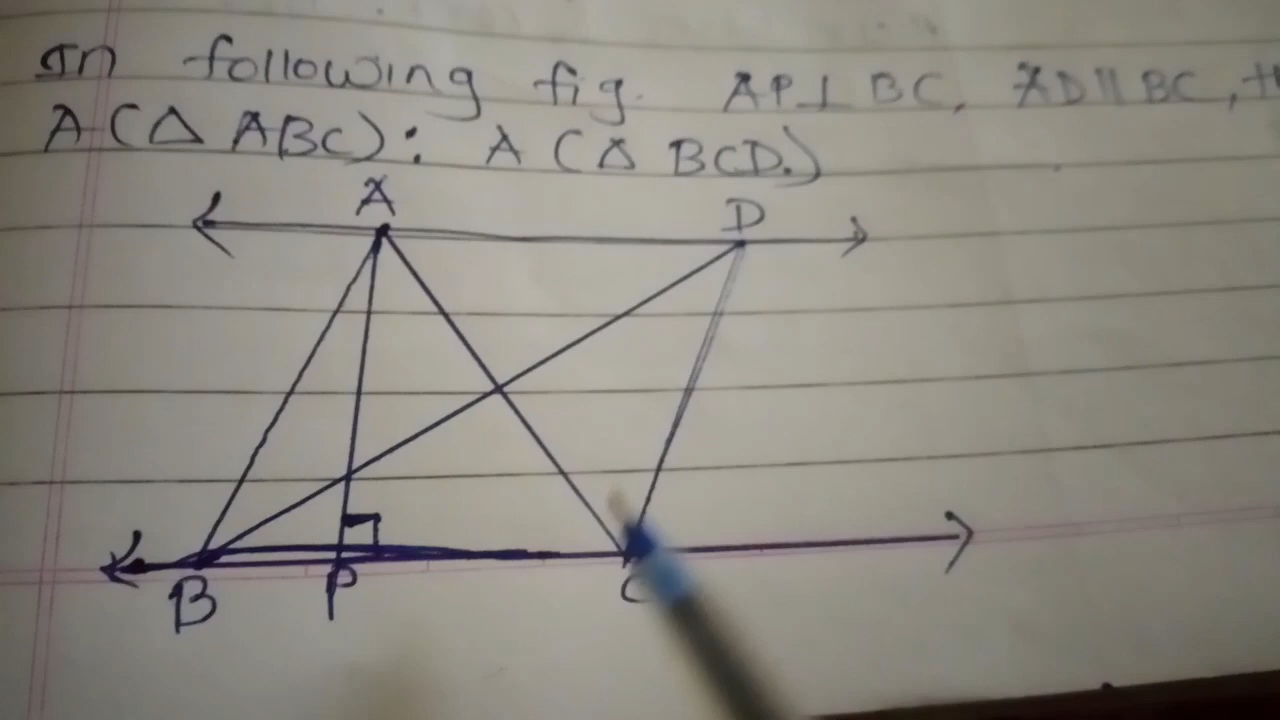 In following fig. AP⊥BC, AD∥BC,
A(△ABC): A(△ BCD.)
A
D
B
P
C